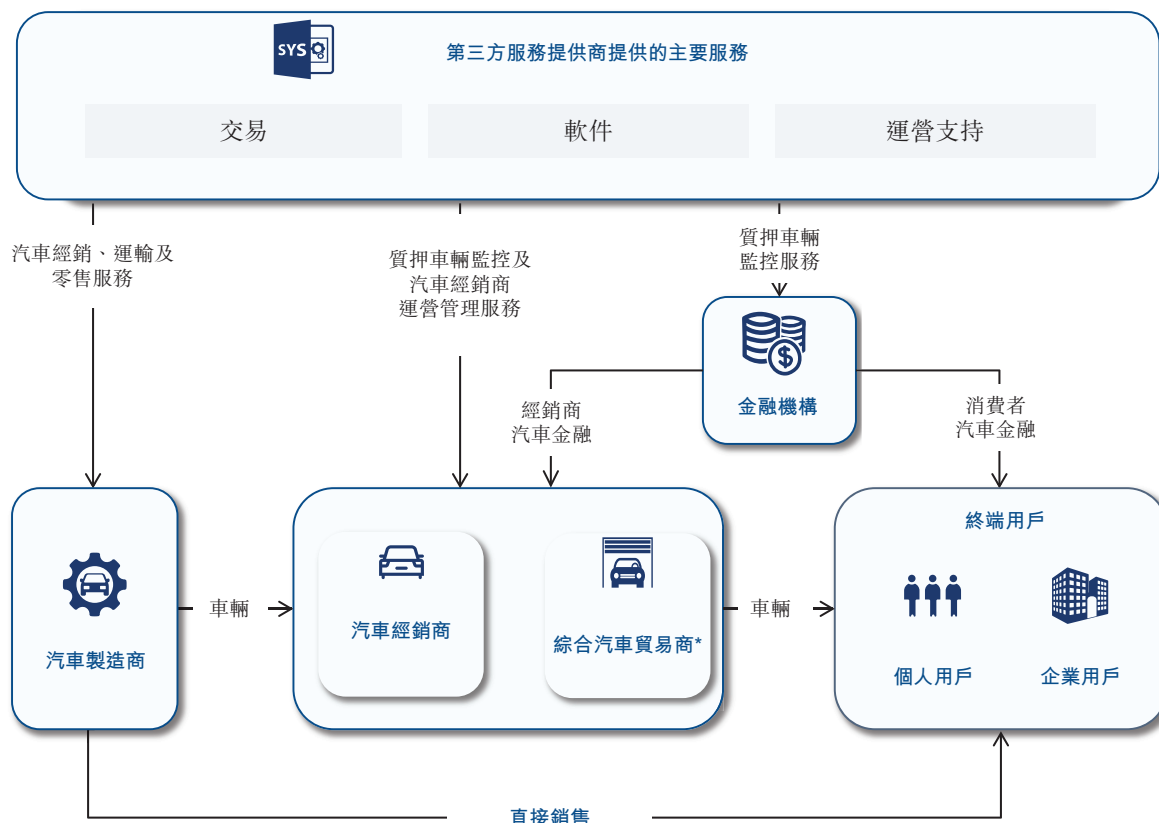 SYS
第三方服務提供商提供的主要服務
交易
軟件
運營支持
汽車經銷、運輸及
零售服務
質押車輛監控及
汽車經銷商
運營管理服務
質押車輛
監控服務
金融機構
經銷商
汽車金融
消費者
汽車金融
汽車製造商
車輛
汽車經銷商
綜合汽車貿易商*
車輛
終端用戶
個人用戶
企業用戶
直接銷售